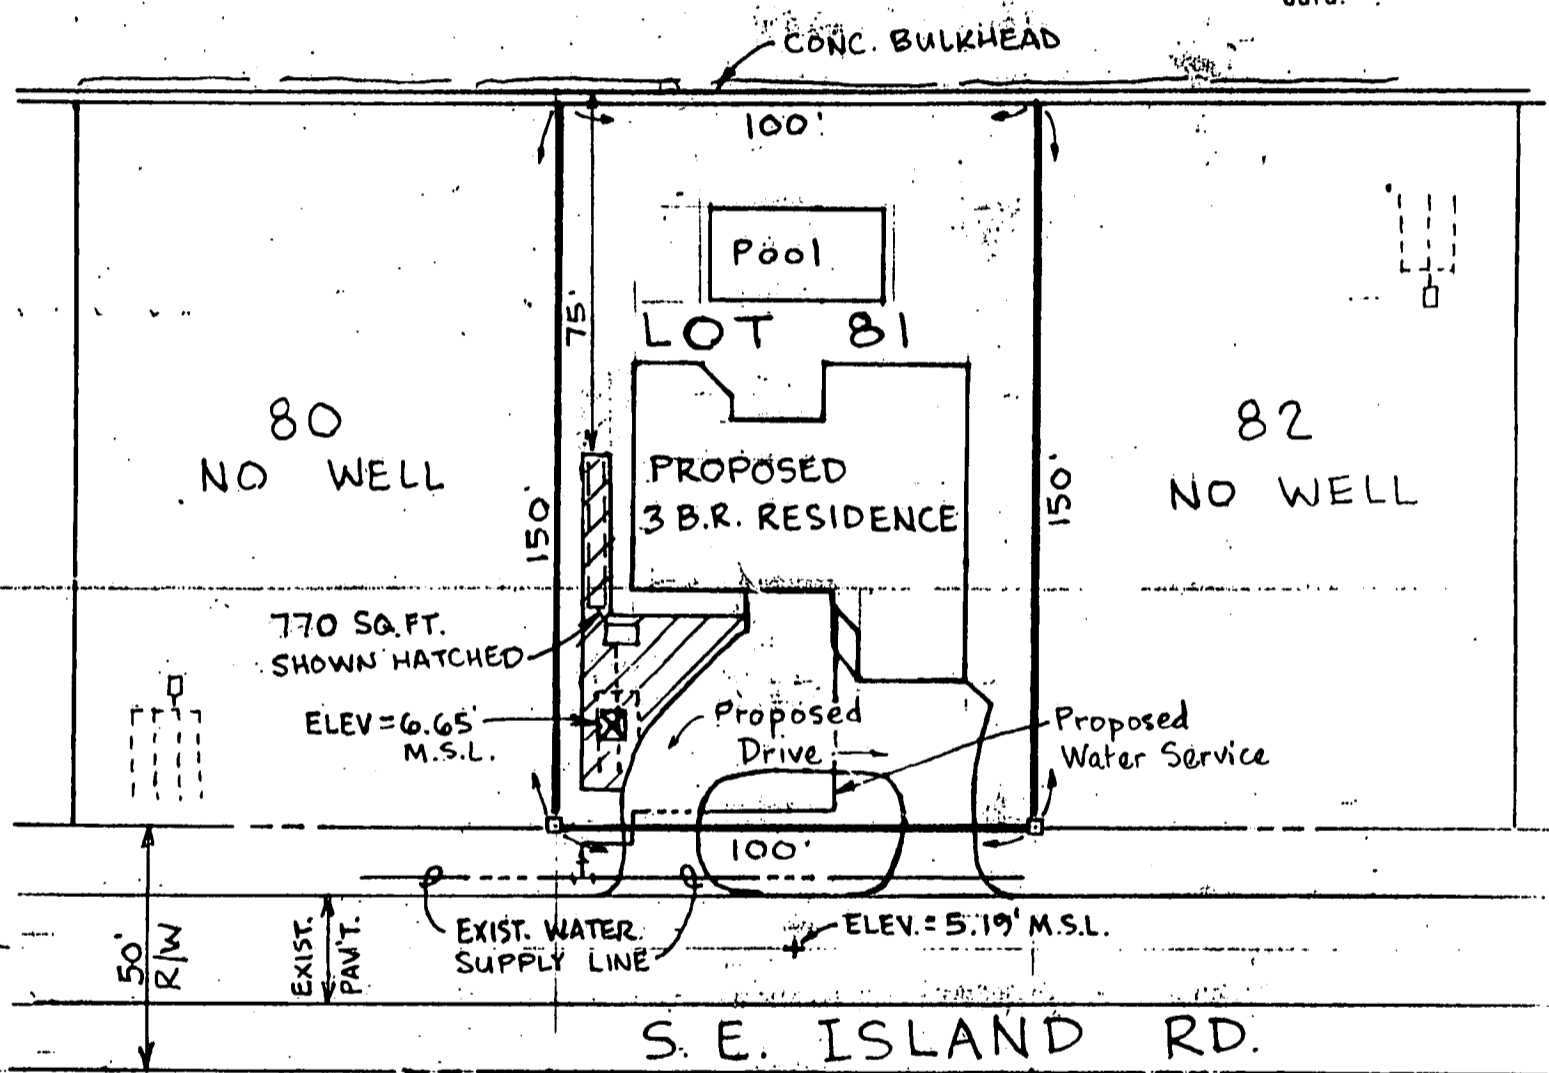 CONC. BULKHEAD
100'
Pool
75'
LOT 81
80
NO WELL
82
NO WELL
PROPOSED
3 B.R. RESIDENCE
150'
150'
770 SQ.FT.
SHOWN HATCHED
ELEV=6.65'
M.S.L.
Proposed
Drive
Proposed
Water Service
100'
EXIST. WATER
SUPPLY LINE
ELEV.=5.19' M.S.L.
50'
R/W
EXIST.
PAV'T.
S.E. ISLAND RD.